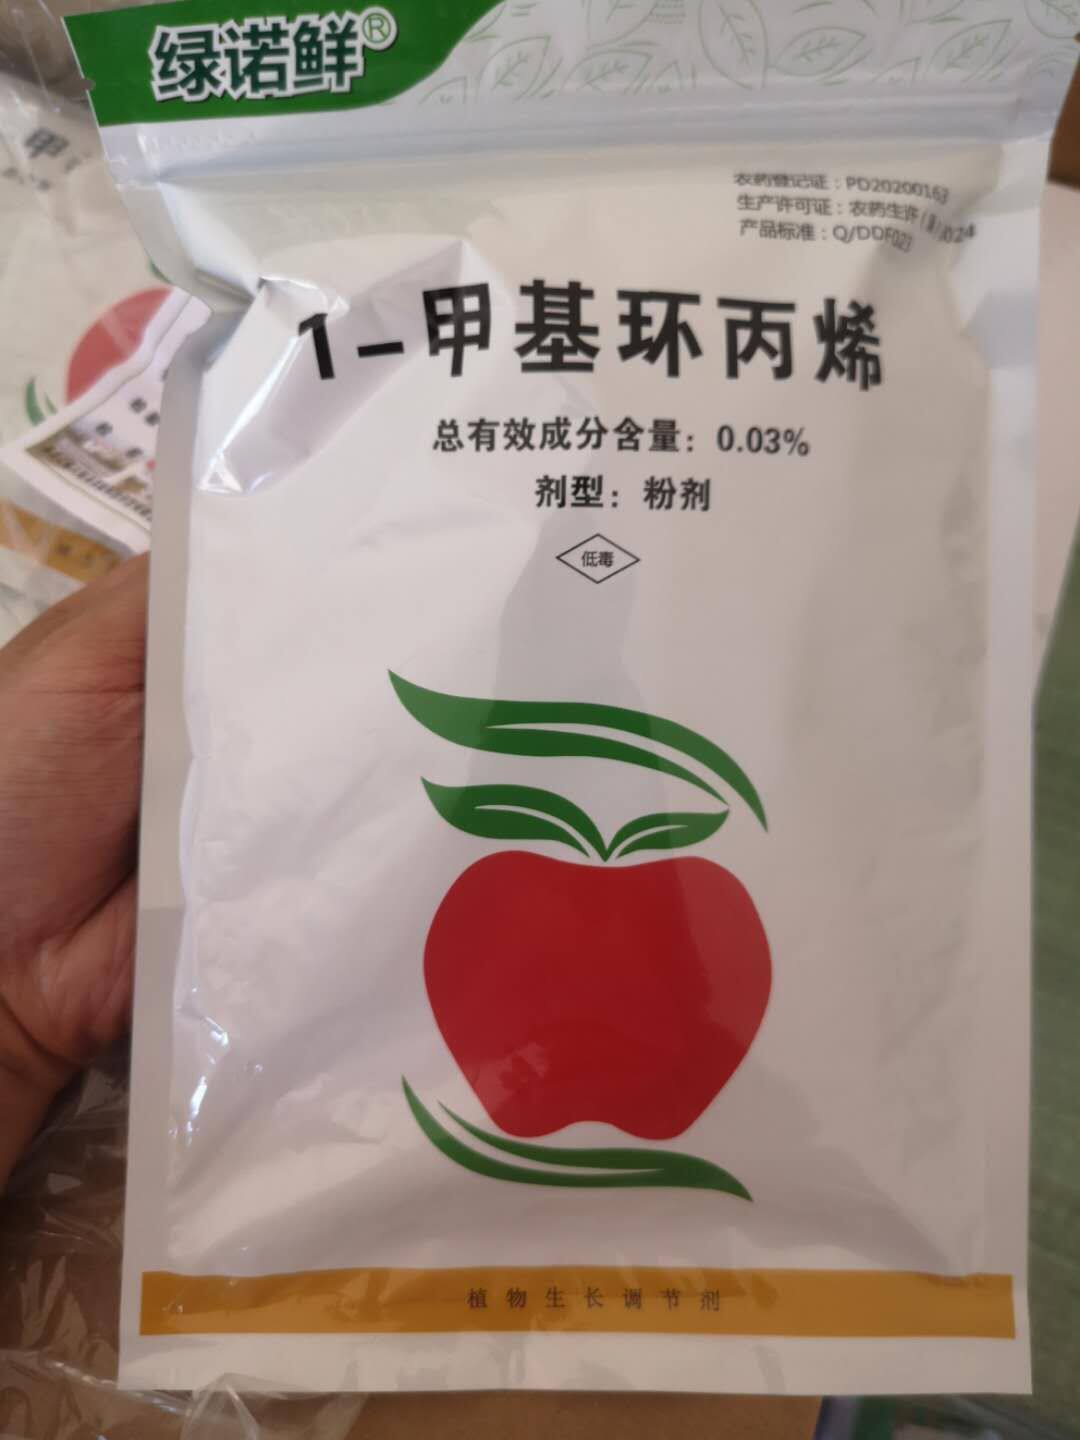 绿诺鲜®
农药登记证：PD20200163
生产许可证：农药生许
产品标准：Q/DDF021
1-甲基环丙烯
总有效成分含量：0.03%
剂型：粉剂
低毒
植物生长调节剂
甲